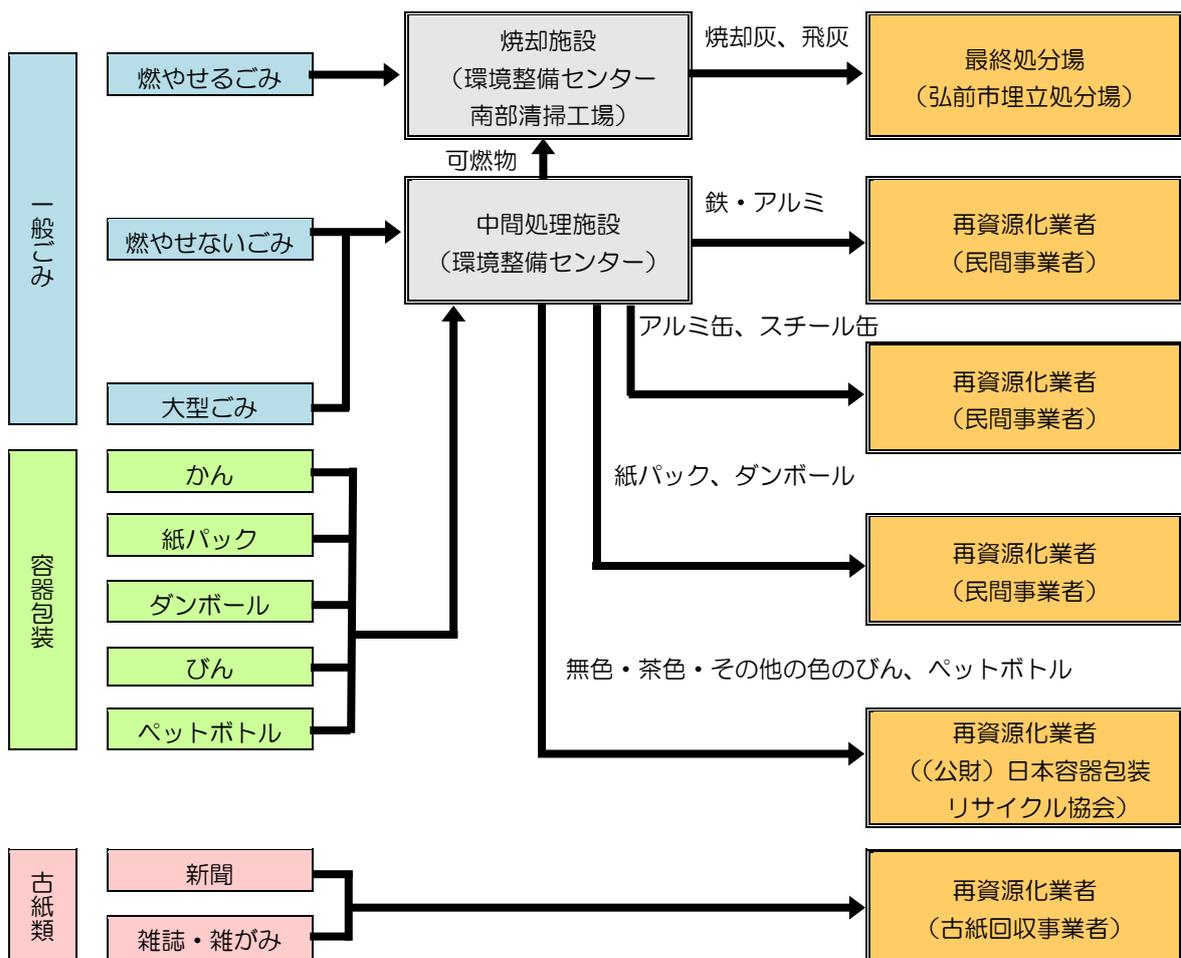 一般ごみ
燃やせるごみ
焼却施設
（環境整備センター
南部清掃工場）
焼却灰、飛灰
最終処分場
（弘前市埋立処分場）
可燃物
燃やせないごみ
中間処理施設
（環境整備センター）
鉄・アルミ
再資源化業者
（民間事業者）
大型ごみ
アルミ缶、スチール缶
再資源化業者
（民間事業者）
容器包装
かん
紙パック
ダンボール
びん
ペットボトル
紙パック、ダンボール
再資源化業者
（民間事業者）
無色・茶色・その他の色のびん、ペットボトル
再資源化業者
（（公財）日本容器包装
リサイクル協会）
古紙類
新聞
雑誌・雑がみ
再資源化業者
（古紙回収事業者）